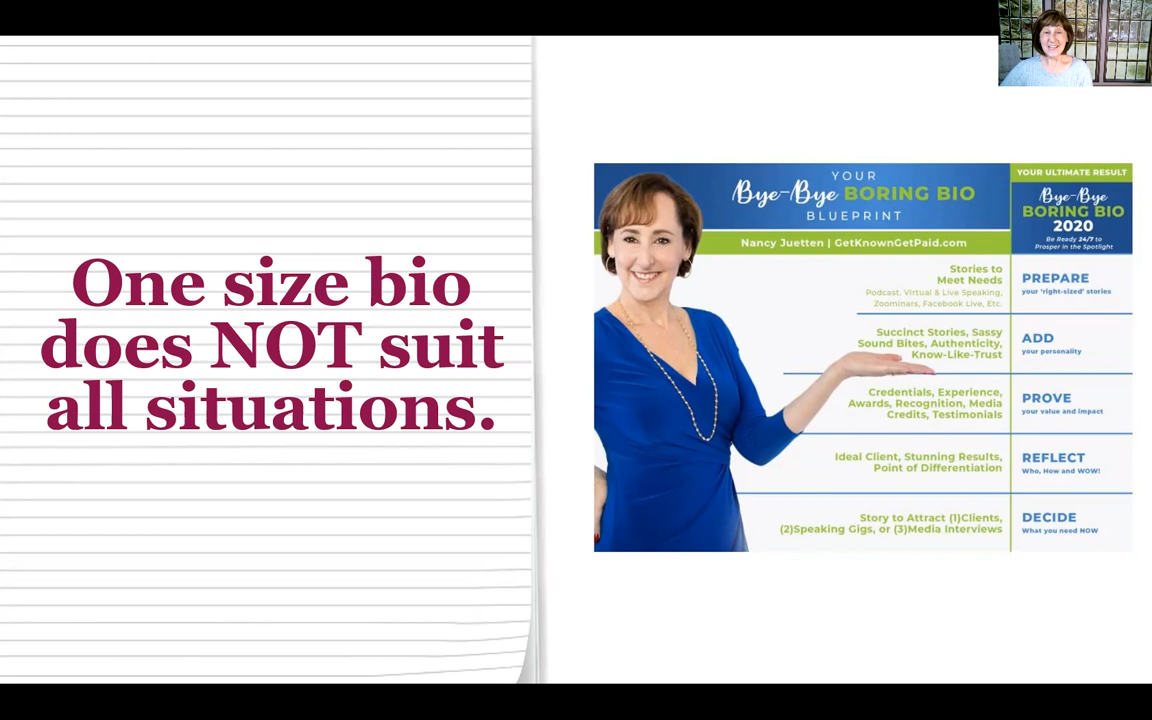 One size bio
does NOT suit
all situations.
YOUR
Bye-Bye BORING BIO
BLUEPRINT
Nancy Juetten | GetKnownGetPaid.com
YOUR ULTIMATE RESULT
Bye-Bye
BORING BIO
2020
Be Ready 24/7 to
Prosper in the Spotlight
Stories to
Meet Needs
Podcast, Virtual & Live Speaking,
Zoominars, Facebook Live, Etc.
PREPARE
your 'right-sized' stories
Succinct Stories, Sassy
Sound Bites, Authenticity,
Know-Like-Trust
ADD
your personality
Credentials, Experience,
Awards, Recognition, Media
Credits, Testimonials
PROVE
your value and impact
Ideal Client, Stunning Results,
Point of Differentiation
REFLECT
Who, How and WOW!
Story to Attract (1)Clients,
(2)Speaking Gigs, or (3)Media Interviews
DECIDE
What you need NOW